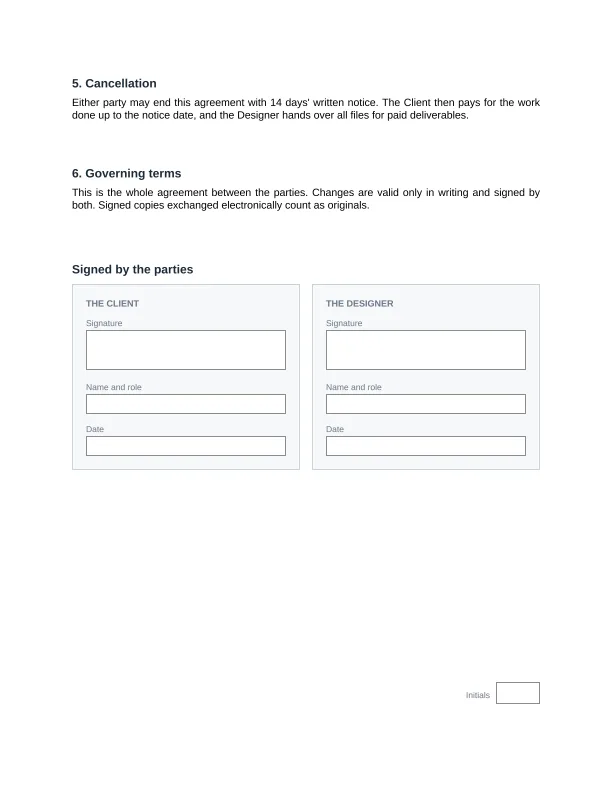 5. Cancellation
Either party may end this agreement with 14 days' written notice. The Client then pays for the work
done up to the notice date, and the Designer hands over all files for paid deliverables.
6. Governing terms
This is the whole agreement between the parties. Changes are valid only in writing and signed by
both. Signed copies exchanged electronically count as originals.
Signed by the parties
THE CLIENT
Signature
Name and role
Date
THE DESIGNER
Signature
Name and role
Date
Initials